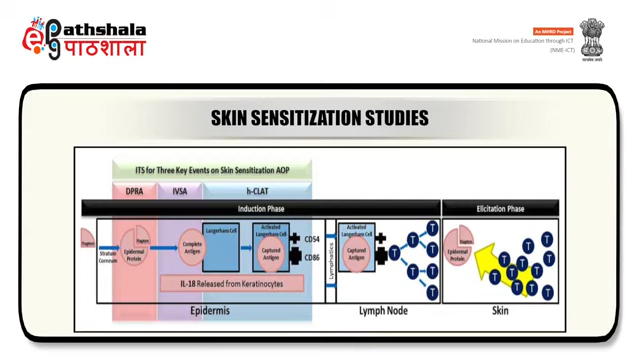 Pathshala
पाठशाला
An MHRD Project
National Mission on Education through ICT
(NME-ICT)
SKIN SENSITIZATION STUDIES
ITS for Three Key Events on Skin Sensitization AOP
DPRA
IVSA
h-CLAT
Induction Phase
Elicitation Phase
Hapten
Stratum
Corneum
Hapten
Epidermal
Protein
Complete
Antigen
Langerhans Cell
Activated
Langerhans Cell
Captured
Antigen
CD54
CD86
IL-18 Released from Keratinocytes
Epidermis
Lymphatics
Activated
Langerhans Cell
Captured
Antigen
T
T
T
T
T
T
T
Lymph Node
Hapten
Epidermal
Protein
T
T
T
T
T
T
T
T
T
T
Skin